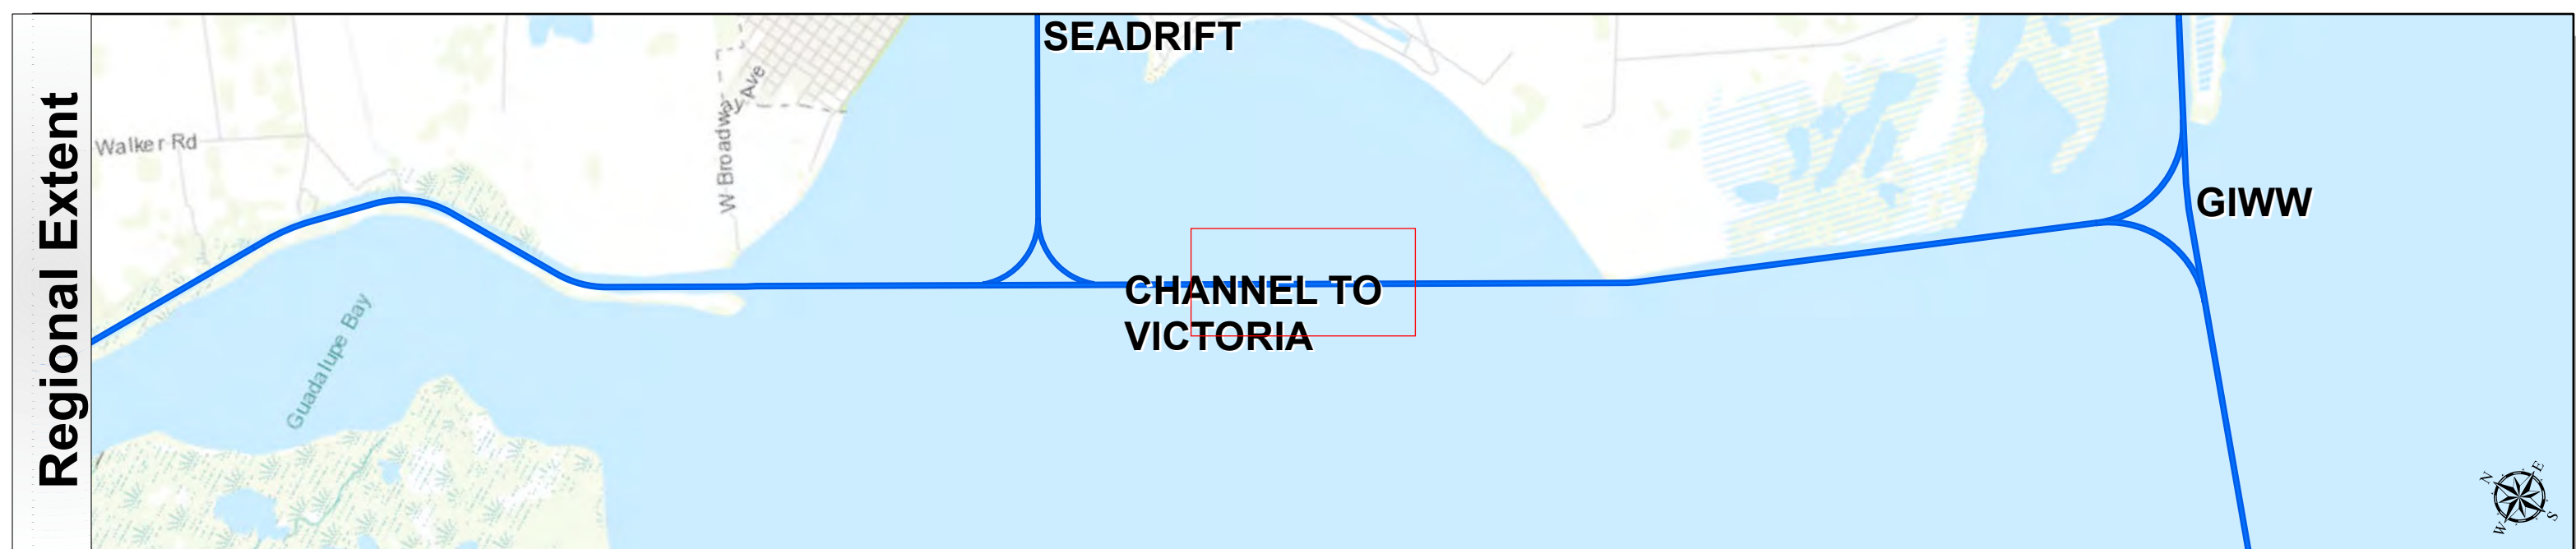 Regional Extent
SEADRIFT
Walker Rd
W Broadway Ave
GIWW
CHANNEL TO
VICTORIA
Guadalupe Bay
N
E
W
S